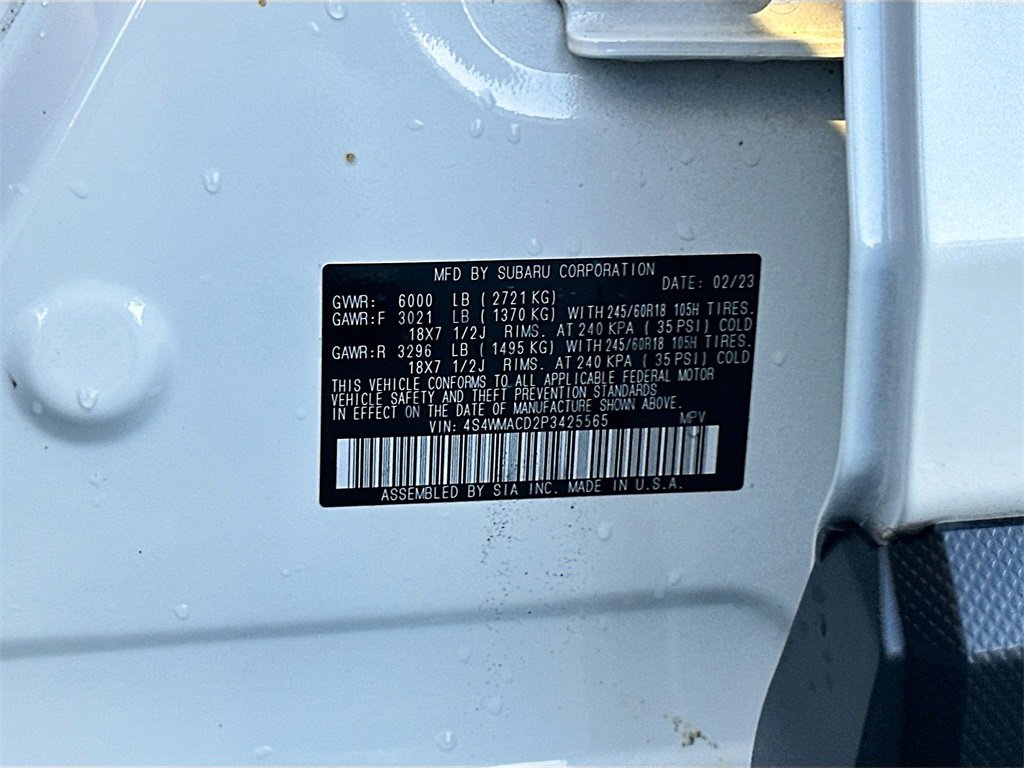 MFD BY SUBARU CORPORATION
DATE: 02/23
GVWR: 6000 LB ( 2721 KG)
GAWR:F 3021 LB ( 1370 KG) WITH 245/60R18 105H TIRES.
18X7 1/2J RIMS. AT 240 KPA ( 35 PSI) COLD
GAWR:R 3296 LB ( 1495 KG) WITH 245/60R18 105H TIRES.
18X7 1/2J RIMS. AT 240 KPA ( 35 PSI) COLD
THIS VEHICLE CONFORMS TO ALL APPLICABLE FEDERAL MOTOR
VEHICLE SAFETY AND THEFT PREVENTION STANDARDS
IN EFFECT ON THE DATE OF MANUFACTURE SHOWN ABOVE.
VIN: 4S4WMACD2P3425565 MPV
ASSEMBLED BY SIA INC. MADE IN U.S.A.